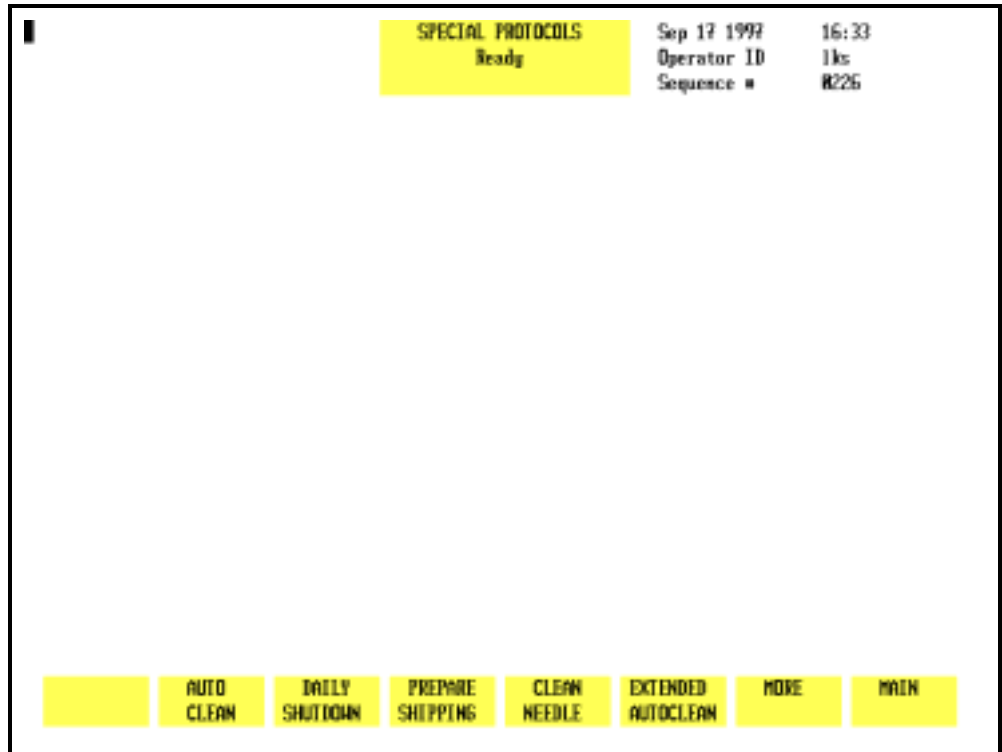 SPECIAL PROTOCOLS
Ready
Sep 17 1997 16:33
Operator ID lks
Sequence # 0226
AUTO CLEAN
DAILY SHUTDOWN
PREPARE SHIPPING
CLEAN NEEDLE
EXTENDED AUTOCLEAN
MORE
MAIN